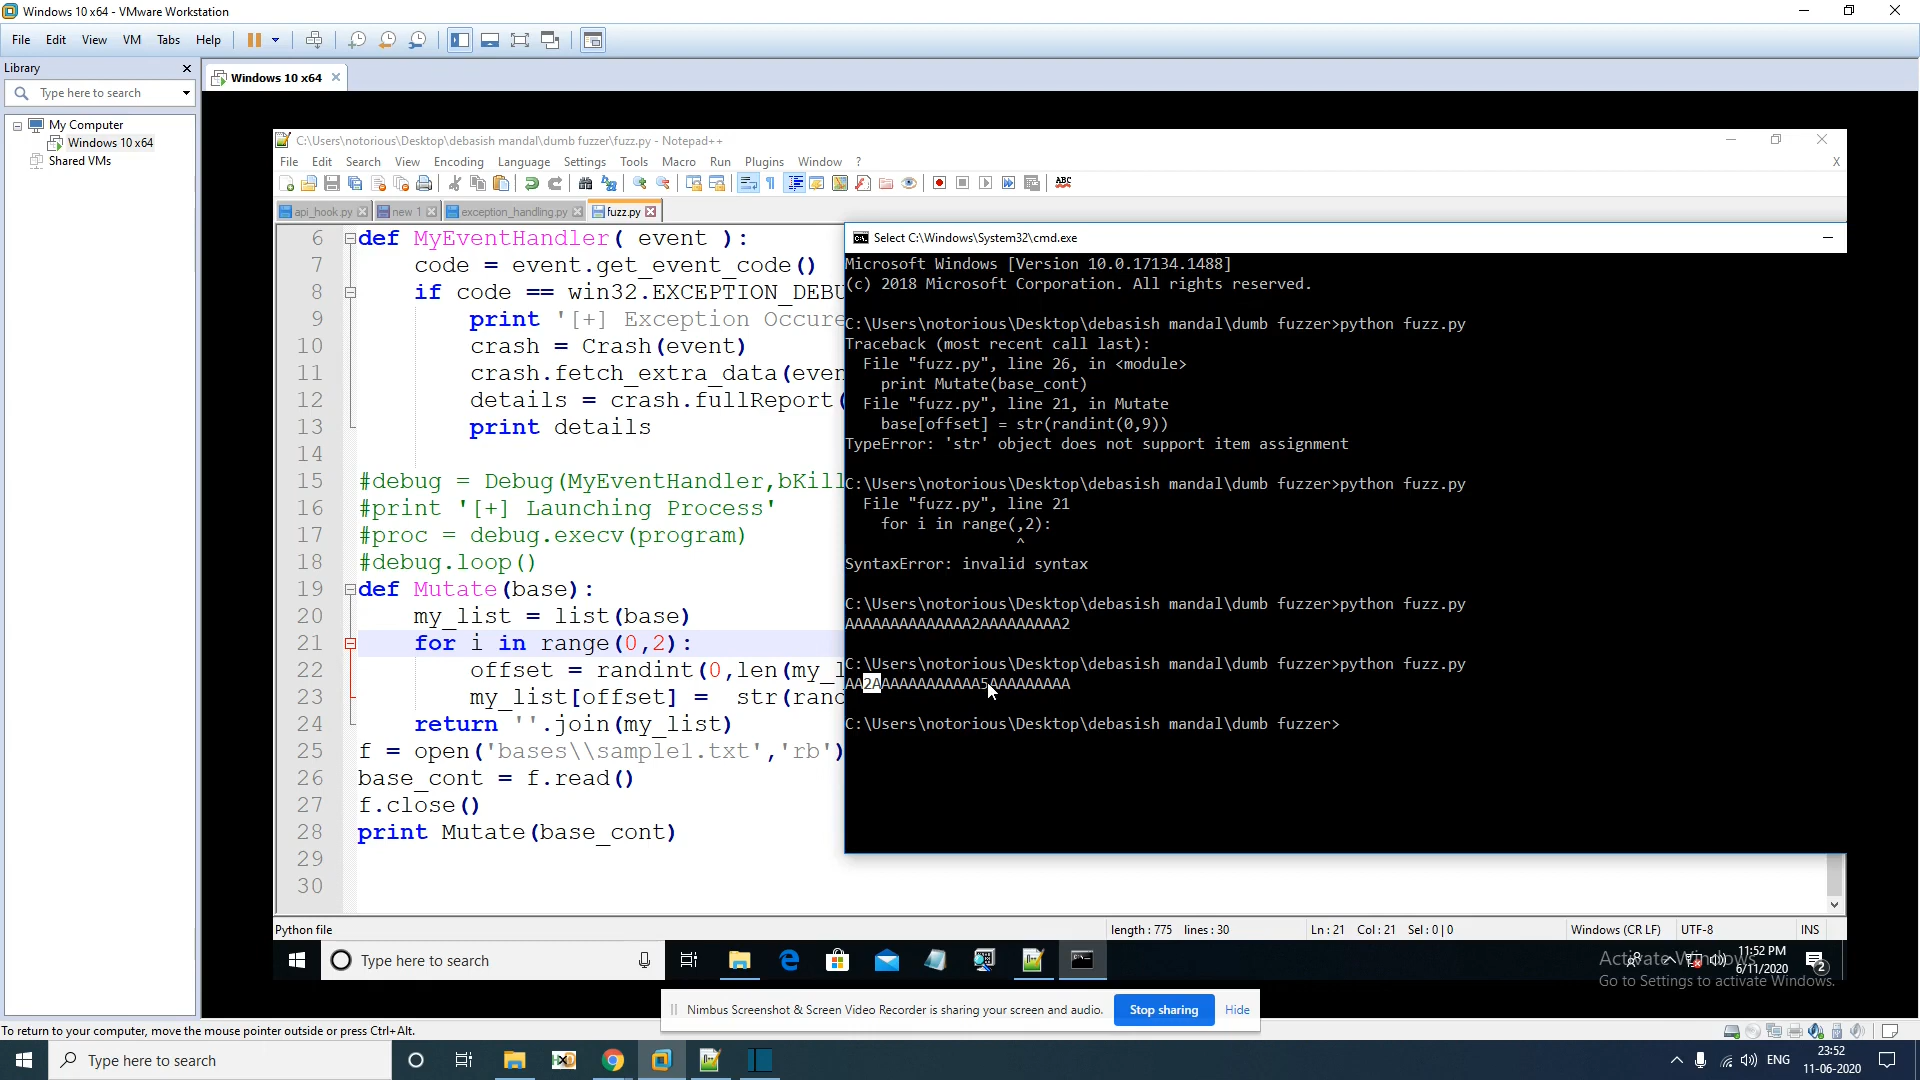 Windows 10 x64 - VMware Workstation
File Edit View VM Tabs Help
Library
Type here to search
My Computer
Windows 10 x64
Shared VMs
Windows 10 x64
C:\Users\notorious\Desktop\debasish mandal\dumb fuzzer\fuzz.py - Notepad++
File Edit Search View Encoding Language Settings Tools Macro Run Plugins Window ? X
ABC
api_hook.py new 1 exception_handling.py fuzz.py
6 def MyEventHandler( event ):
7 code = event.get_event_code()
8 if code == win32.EXCEPTION_DEBU
9 print '[+] Exception Occure
10 crash = Crash(event)
11 crash.fetch_extra_data(even
12 details = crash.fullReport(
13 print details
14
15 #debug = Debug(MyEventHandler,bKill
16 #print '[+] Launching Process'
17 #proc = debug.execv(program)
18 #debug.loop()
19 def Mutate(base):
20 my_list = list(base)
21 for i in range(0,2):
22 offset = randint(0,len(my_l
23 my_list[offset] = str(rand
24 return ''.join(my_list)
25 f = open('bases\\sample1.txt','rb')
26 base_cont = f.read()
27 f.close()
28 print Mutate(base_cont)
29
30
Select C:\Windows\System32\cmd.exe
Microsoft Windows [Version 10.0.17134.1488]
(c) 2018 Microsoft Corporation. All rights reserved.
C:\Users\notorious\Desktop\debasish mandal\dumb fuzzer>python fuzz.py
Traceback (most recent call last):
File "fuzz.py", line 26, in <module>
print Mutate(base_cont)
File "fuzz.py", line 21, in Mutate
base[offset] = str(randint(0,9))
TypeError: 'str' object does not support item assignment
C:\Users\notorious\Desktop\debasish mandal\dumb fuzzer>python fuzz.py
File "fuzz.py", line 21
for i in range(,2):
^
SyntaxError: invalid syntax
C:\Users\notorious\Desktop\debasish mandal\dumb fuzzer>python fuzz.py
AAAAAAAAAAAAAA2AAAAAAAAA2
C:\Users\notorious\Desktop\debasish mandal\dumb fuzzer>python fuzz.py
AA2AAAAAAAAAAAA5AAAAAAAAA
C:\Users\notorious\Desktop\debasish mandal\dumb fuzzer>
Python file length : 775 lines : 30 Ln : 21 Col : 21 Sel : 0 | 0 Windows (CR LF) UTF-8 INS
Type here to search
Activate Windows
Go to Settings to activate Windows.
11:52 PM
6/11/2020
2
Nimbus Screenshot & Screen Video Recorder is sharing your screen and audio. Stop sharing Hide
To return to your computer, move the mouse pointer outside or press Ctrl+Alt.
Type here to search
ENG
23:52
11-06-2020